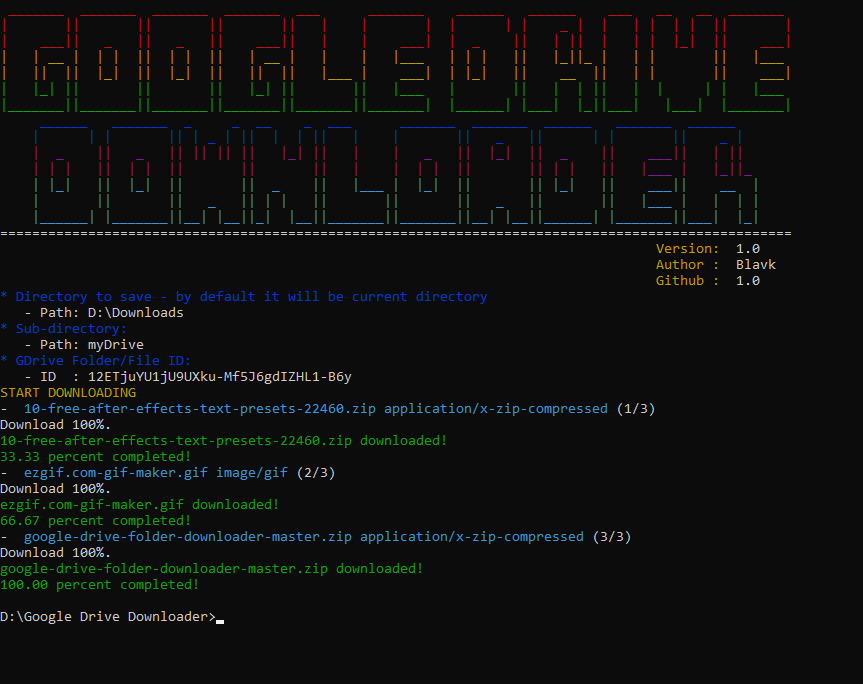 GOOGLE DRIVE
DOWNLOADER
Version: 1.0
Author : Blavk
Github : 1.0
* Directory to save - by default it will be current directory
- Path: D:\Downloads
* Sub-directory:
- Path: myDrive
* GDrive Folder/File ID:
- ID : 12ETjuYU1jU9UXku-Mf5J6gdIZHL1-B6y
START DOWNLOADING
- 10-free-after-effects-text-presets-22460.zip application/x-zip-compressed (1/3)
Download 100%.
10-free-after-effects-text-presets-22460.zip downloaded!
33.33 percent completed!
- ezgif.com-gif-maker.gif image/gif (2/3)
Download 100%.
ezgif.com-gif-maker.gif downloaded!
66.67 percent completed!
- google-drive-folder-downloader-master.zip application/x-zip-compressed (3/3)
Download 100%.
google-drive-folder-downloader-master.zip downloaded!
100.00 percent completed!
D:\Google Drive Downloader>